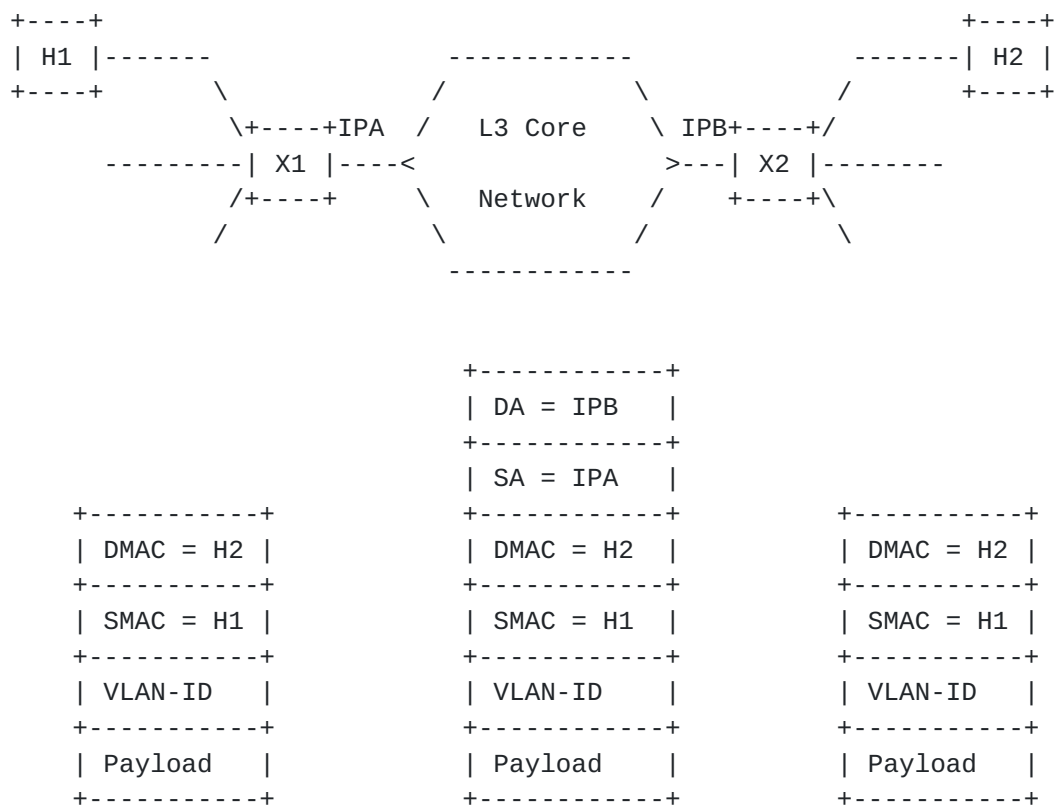 H1 H2
IPA L3 Core IPB
X1 X2
Network
DA = IPB
SA = IPA
DMAC = H2 DMAC = H2 DMAC = H2
SMAC = H1 SMAC = H1 SMAC = H1
VLAN-ID VLAN-ID VLAN-ID
Payload Payload Payload